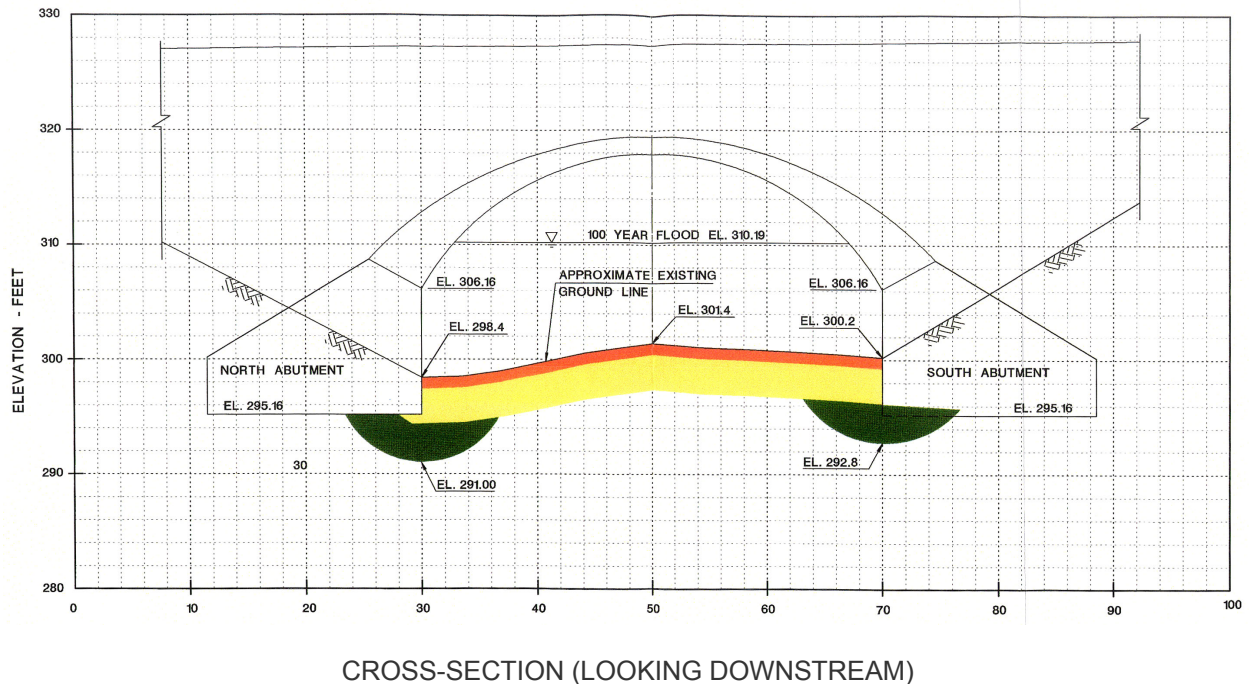 330
320
100 YEAR FLOOD EL. 310.19
310
APPROXIMATE EXISTING
GROUND LINE
EL. 306.16
EL. 306.16
EL. 301.4
EL. 298.4
EL. 300.2
300
NORTH ABUTMENT
SOUTH ABUTMENT
EL. 295.16
EL. 295.16
30
EL. 292.8
290
EL. 291.00
280
ELEVATION - FEET
0 10 20 30 40 50 60 70 80 90 100
CROSS-SECTION (LOOKING DOWNSTREAM)